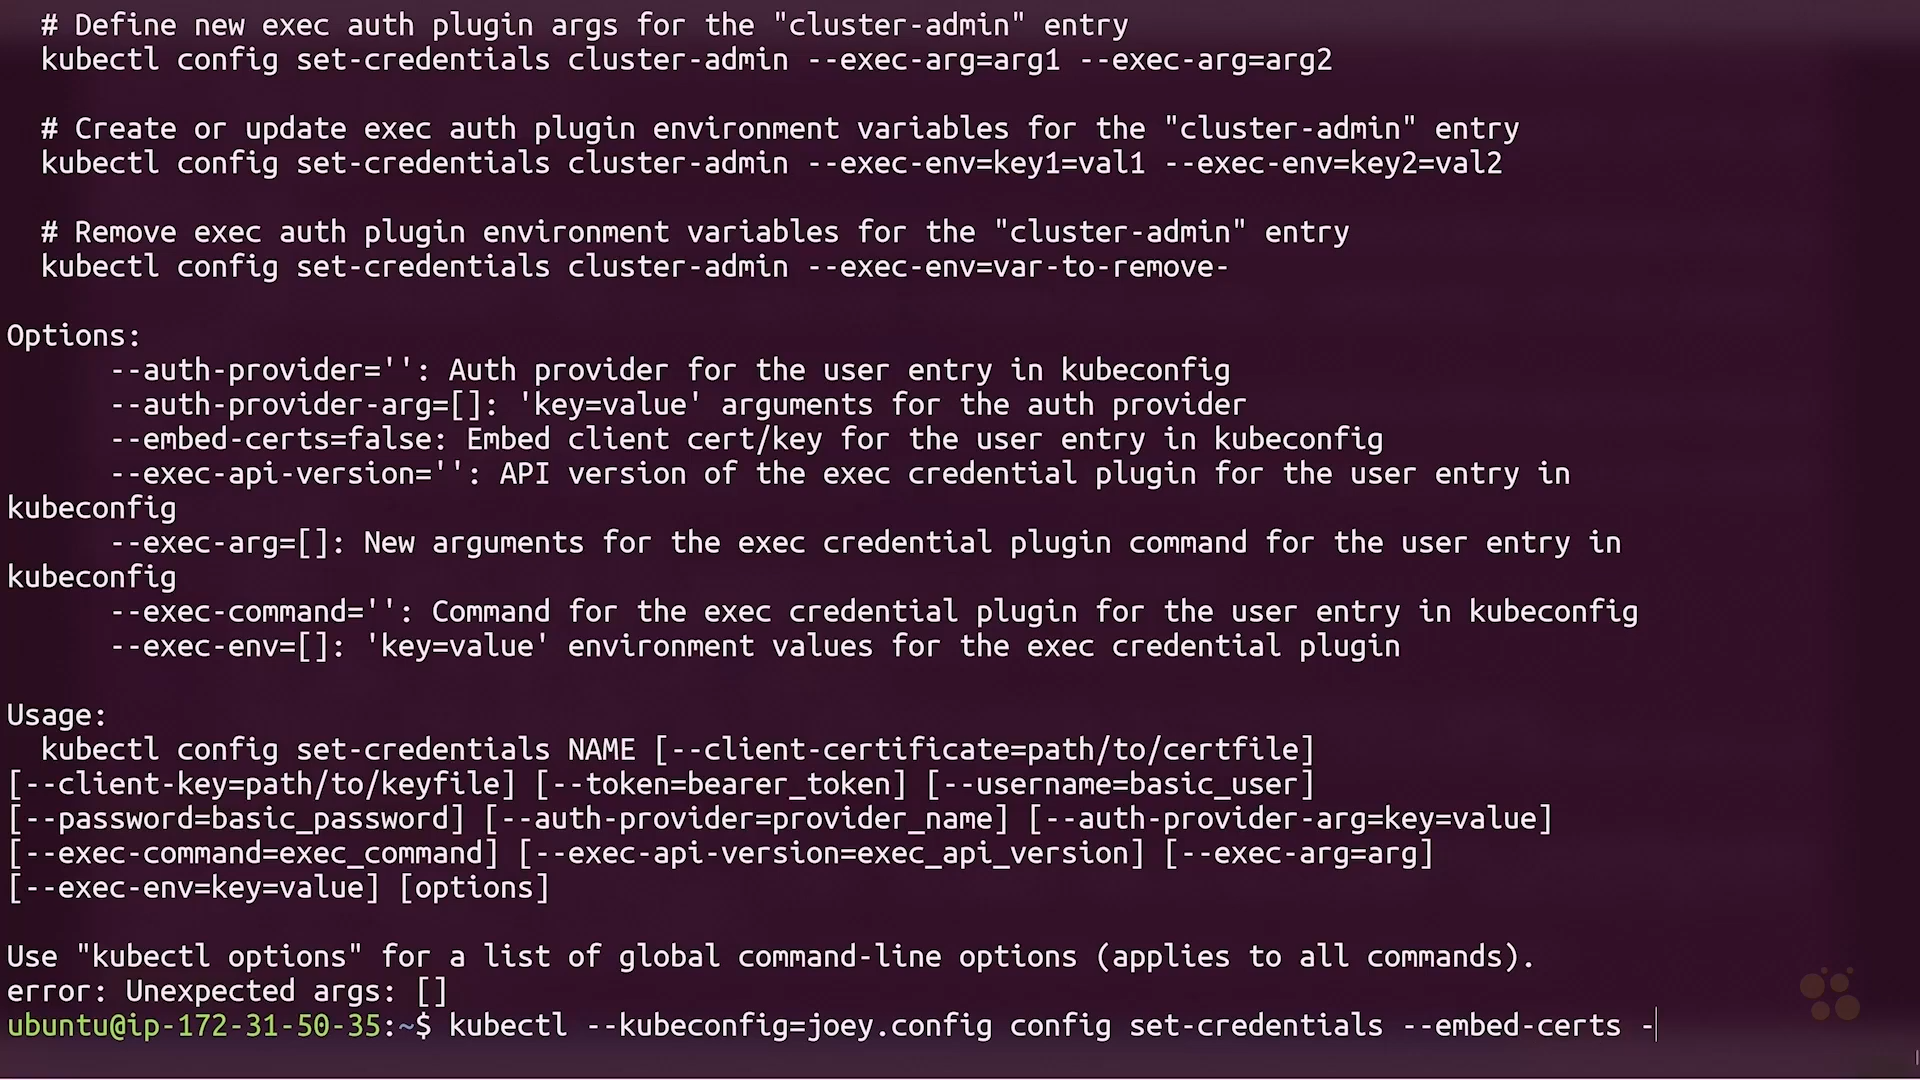 # Define new exec auth plugin args for the "cluster-admin" entry
kubectl config set-credentials cluster-admin --exec-arg=arg1 --exec-arg=arg2
# Create or update exec auth plugin environment variables for the "cluster-admin" entry
kubectl config set-credentials cluster-admin --exec-env=key1=val1 --exec-env=key2=val2
# Remove exec auth plugin environment variables for the "cluster-admin" entry
kubectl config set-credentials cluster-admin --exec-env=var-to-remove-
Options:
--auth-provider='': Auth provider for the user entry in kubeconfig
--auth-provider-arg=[]: 'key=value' arguments for the auth provider
--embed-certs=false: Embed client cert/key for the user entry in kubeconfig
--exec-api-version='': API version of the exec credential plugin for the user entry in
kubeconfig
--exec-arg=[]: New arguments for the exec credential plugin command for the user entry in
kubeconfig
--exec-command='': Command for the exec credential plugin for the user entry in kubeconfig
--exec-env=[]: 'key=value' environment values for the exec credential plugin
Usage:
kubectl config set-credentials NAME [--client-certificate=path/to/certfile]
[--client-key=path/to/keyfile] [--token=bearer_token] [--username=basic_user]
[--password=basic_password] [--auth-provider=provider_name] [--auth-provider-arg=key=value]
[--exec-command=exec_command] [--exec-api-version=exec_api_version] [--exec-arg=arg]
[--exec-env=key=value] [options]
Use "kubectl options" for a list of global command-line options (applies to all commands).
error: Unexpected args: []
ubuntu@ip-172-31-50-35:~$ kubectl --kubeconfig=joey.config config set-credentials --embed-certs -